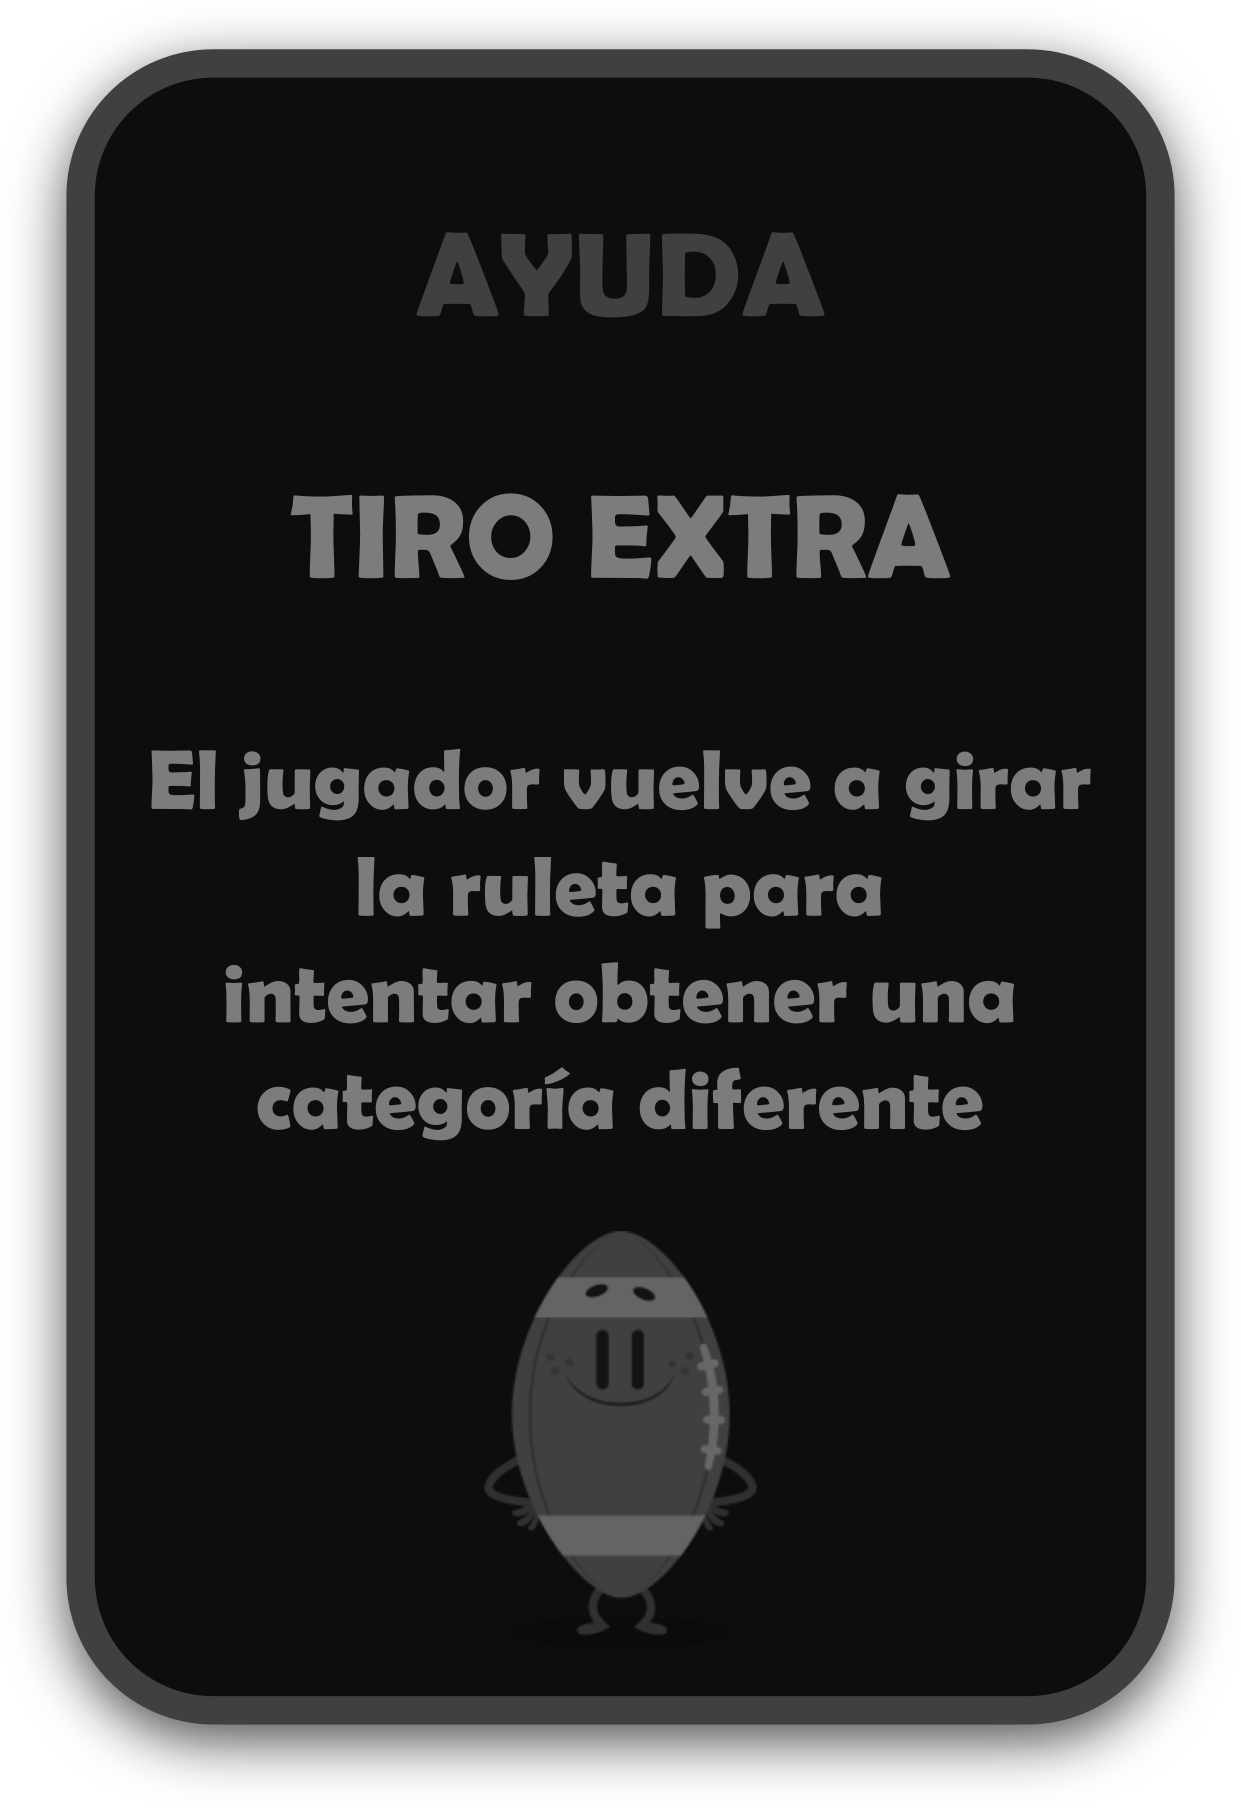 AYUDA
TIRO EXTRA
El jugador vuelve a girar
la ruleta para
intentar obtener una
categoría diferente